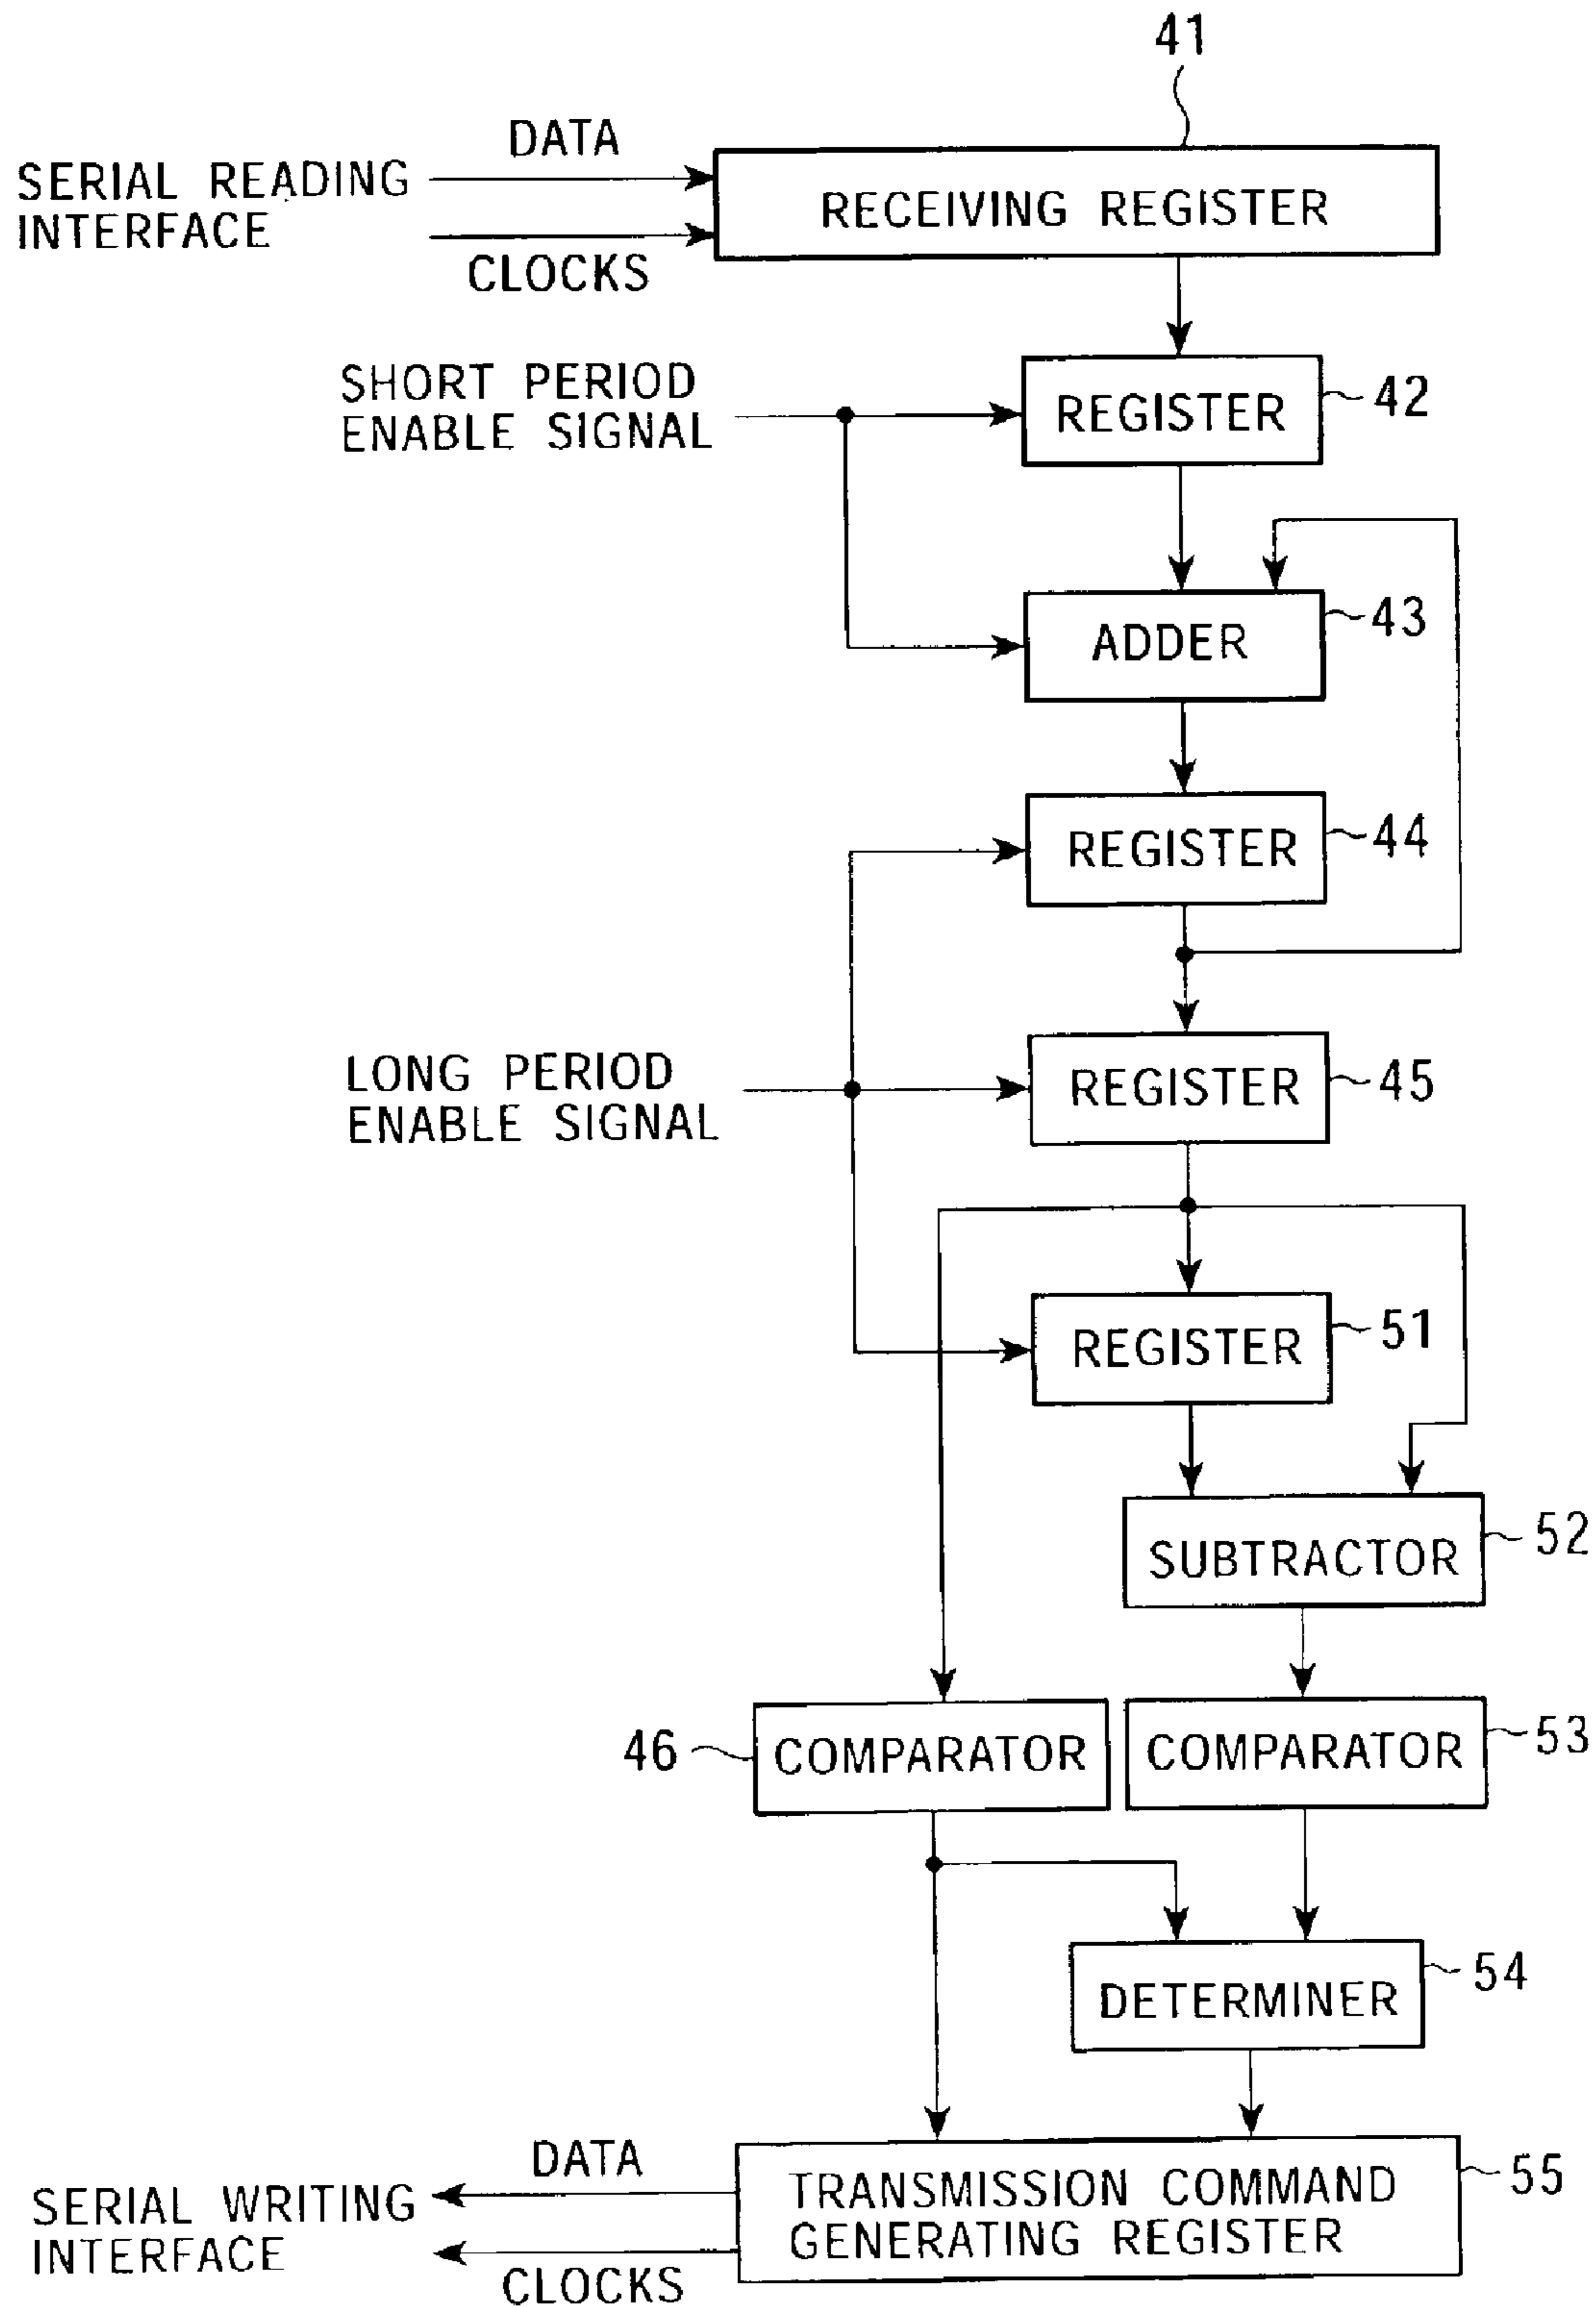 41
DATA
SERIAL READING
INTERFACE
RECEIVING REGISTER
CLOCKS
SHORT PERIOD
ENABLE SIGNAL
REGISTER
42
ADDER
43
REGISTER
44
LONG PERIOD
ENABLE SIGNAL
REGISTER
45
REGISTER
51
SUBTRACTOR
52
46
COMPARATOR
COMPARATOR
53
DETERMINER
54
DATA
SERIAL WRITING
INTERFACE
TRANSMISSION COMMAND
GENERATING REGISTER
55
CLOCKS